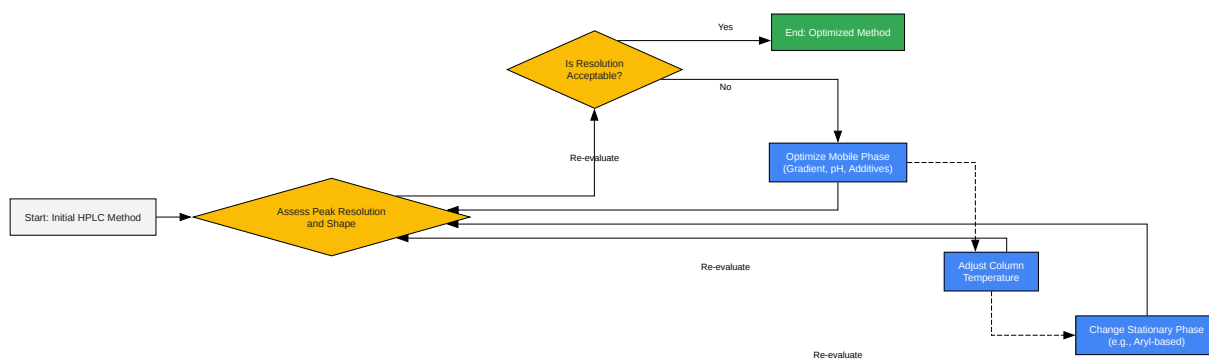 Yes
End: Optimized Method
Is Resolution
Acceptable?
No
Optimize Mobile Phase
(Gradient, pH, Additives)
Re-evaluate
Start: Initial HPLC Method
Assess Peak Resolution
and Shape
Re-evaluate
Adjust Column
Temperature
Change Stationary Phase
(e.g., Aryl-based)
Re-evaluate